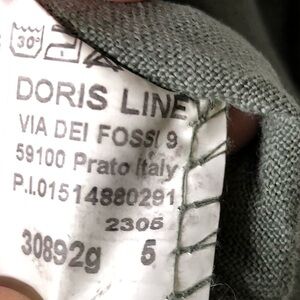 30°
DORIS LINE
VIA DEI FOSSI 9
59100 Prato Italy
P.I.01514880291
2305
30892g 5